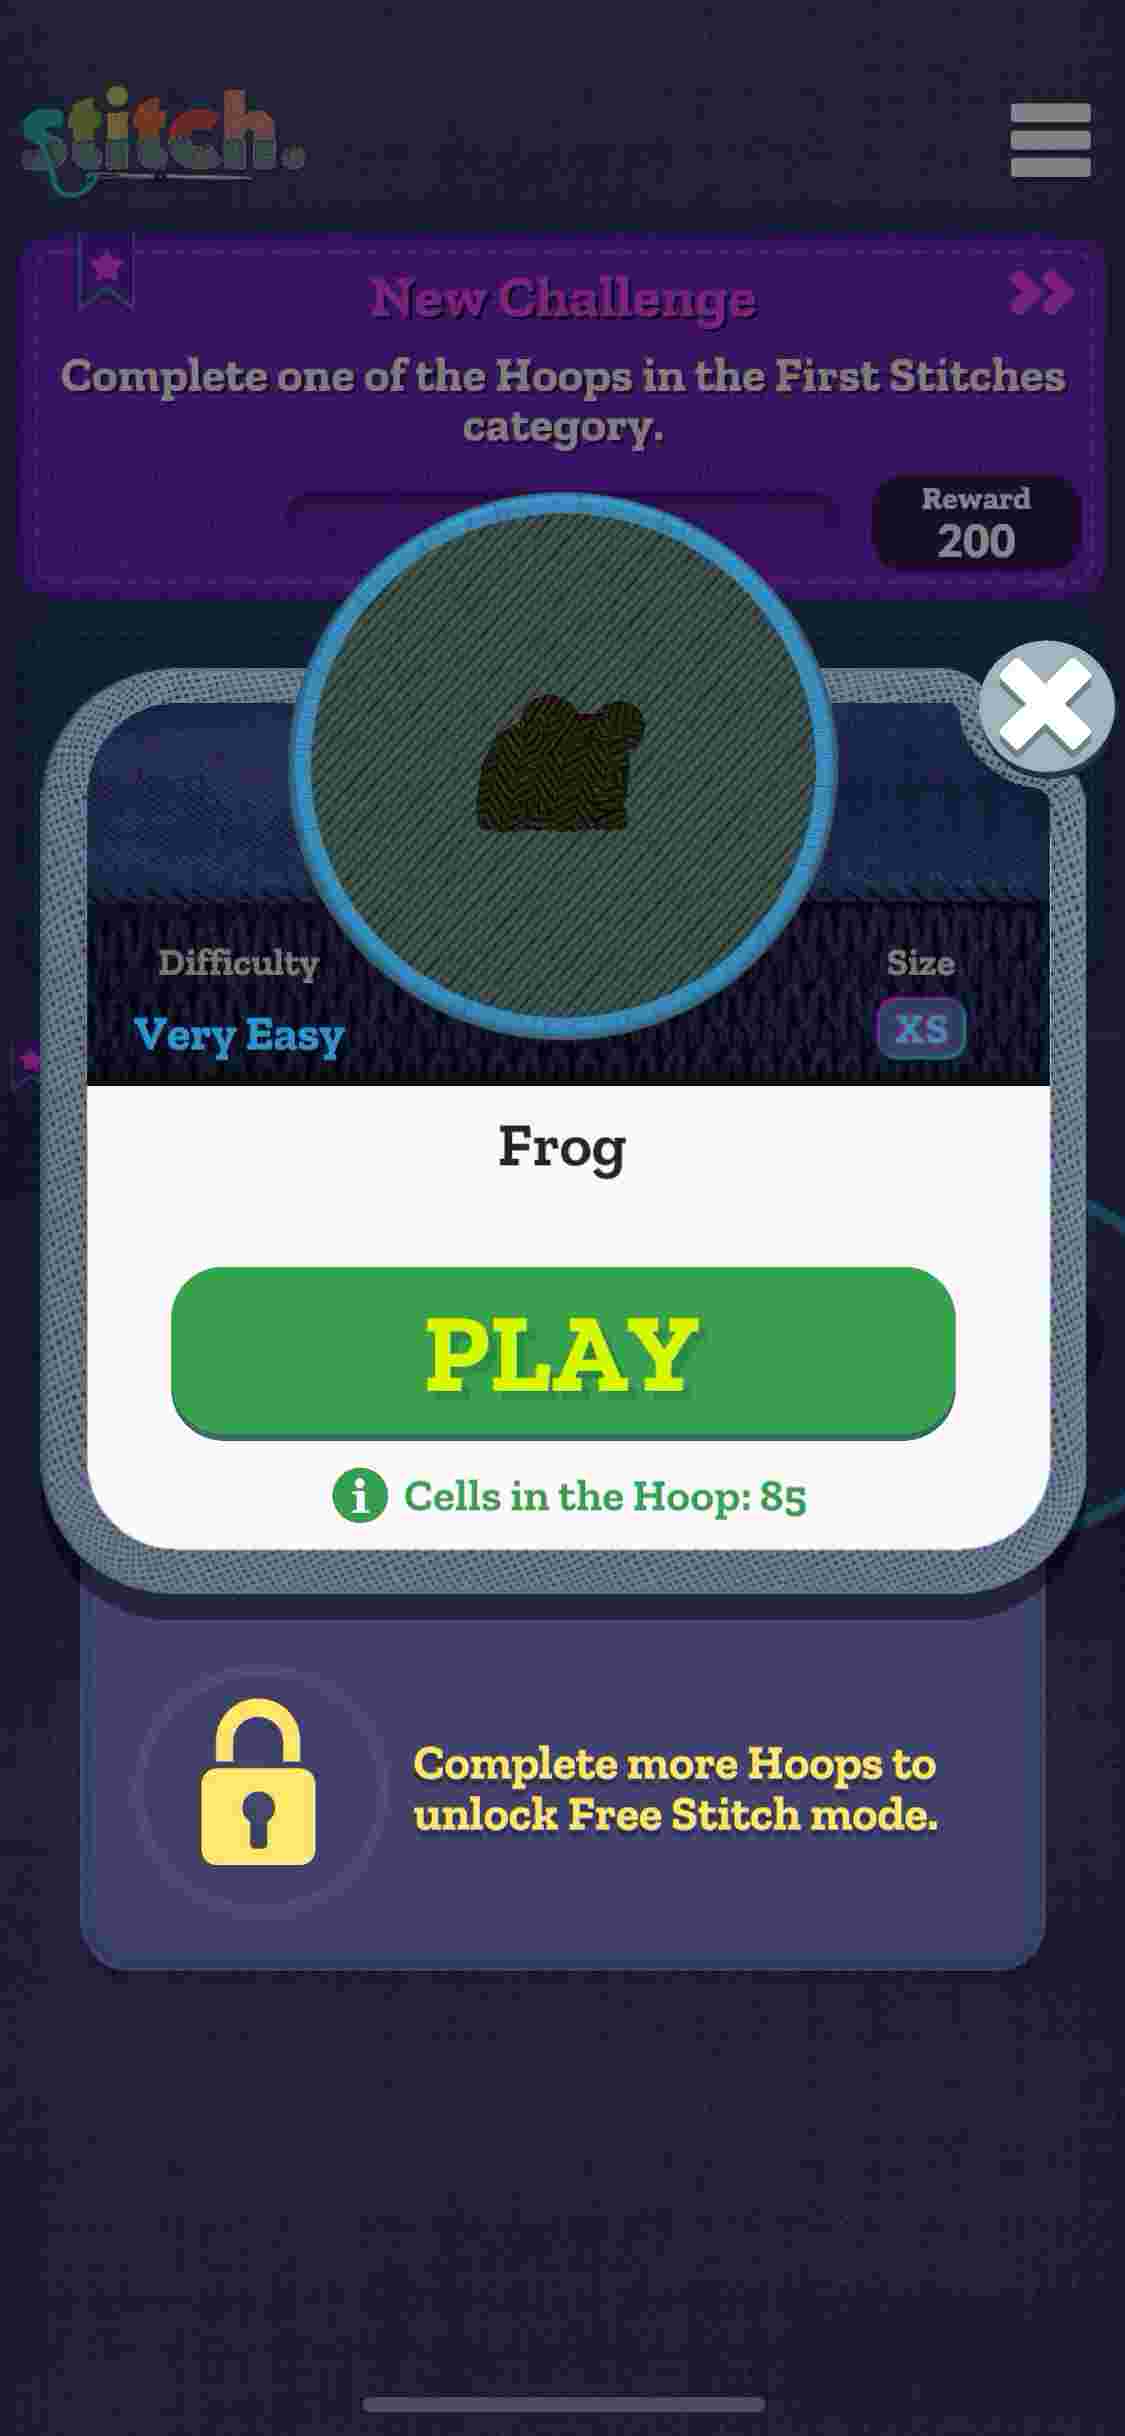 stitch.
New Challenge
Complete one of the Hoops in the First Stitches
category.
Reward
200
Difficulty
Very Easy
Size
XS
Frog
PLAY
i Cells in the Hoop: 85
Complete more Hoops to
unlock Free Stitch mode.